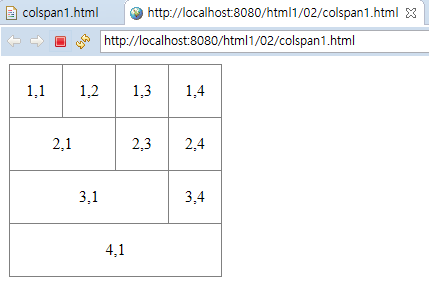 colspan1.html http://localhost:8080/html1/02/colspan1.html
http://localhost:8080/html1/02/colspan1.html
1,1 1,2 1,3 1,4
2,1 2,3 2,4
3,1 3,4
4,1